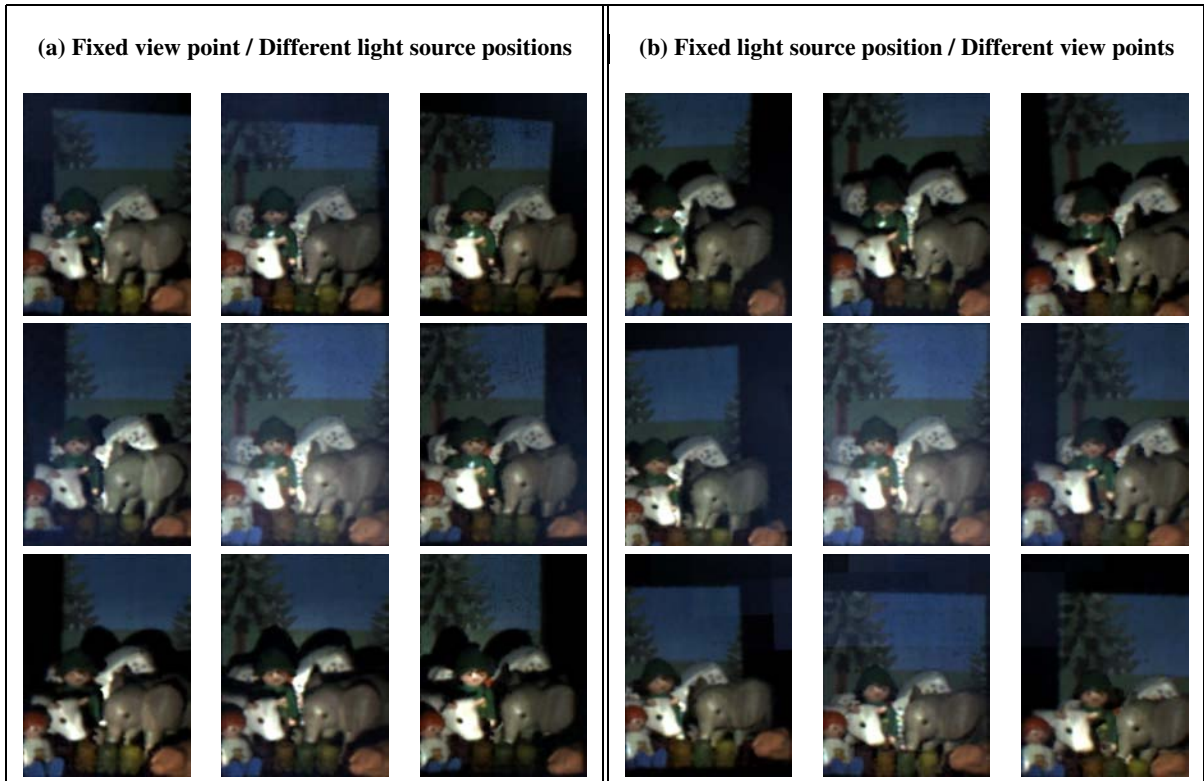 (a) Fixed view point / Different light source positions
(b) Fixed light source position / Different view points